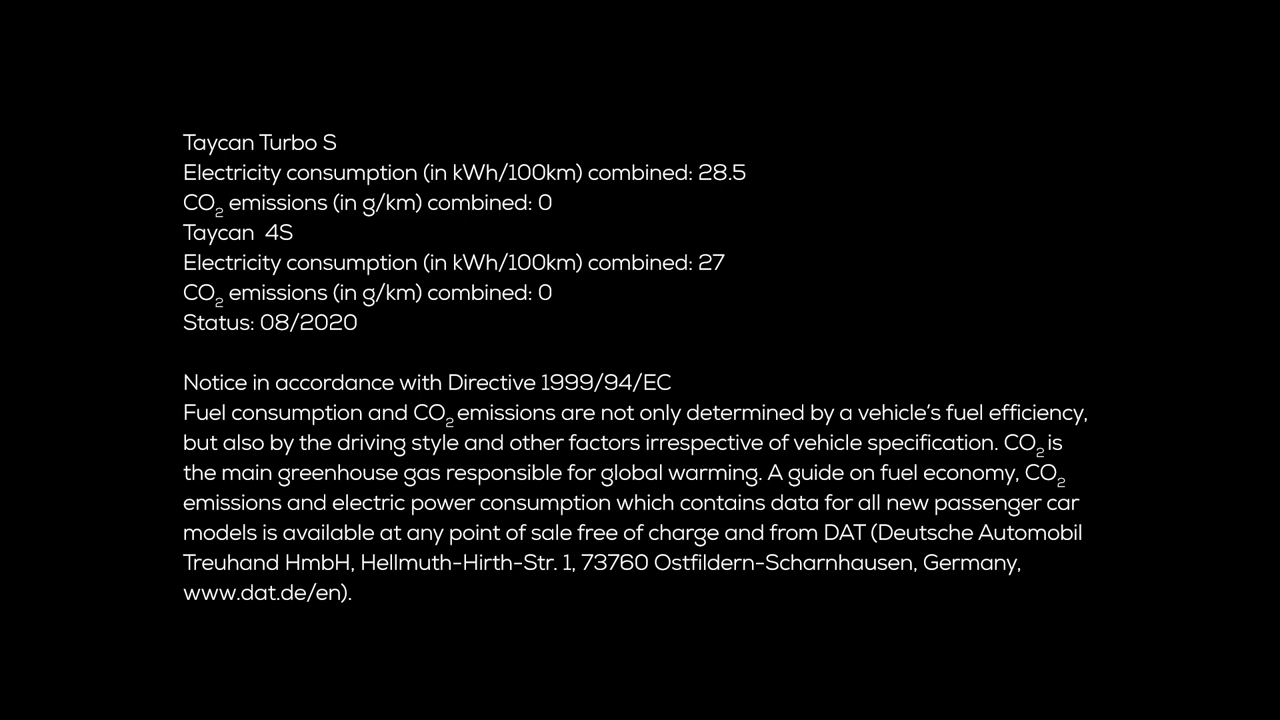 Taycan Turbo S
Electricity consumption (in kWh/100km) combined: 28.5
CO₂ emissions (in g/km) combined: 0
Taycan  4S
Electricity consumption (in kWh/100km) combined: 27
CO₂ emissions (in g/km) combined: 0
Status: 08/2020

Notice in accordance with Directive 1999/94/EC
Fuel consumption and CO₂ emissions are not only determined by a vehicle’s fuel efficiency,
but also by the driving style and other factors irrespective of vehicle specification. CO₂ is
the main greenhouse gas responsible for global warming. A guide on fuel economy, CO₂
emissions and electric power consumption which contains data for all new passenger car
models is available at any point of sale free of charge and from DAT (Deutsche Automobil
Treuhand HmbH, Hellmuth-Hirth-Str. 1, 73760 Ostfildern-Scharnhausen, Germany,
www.dat.de/en).